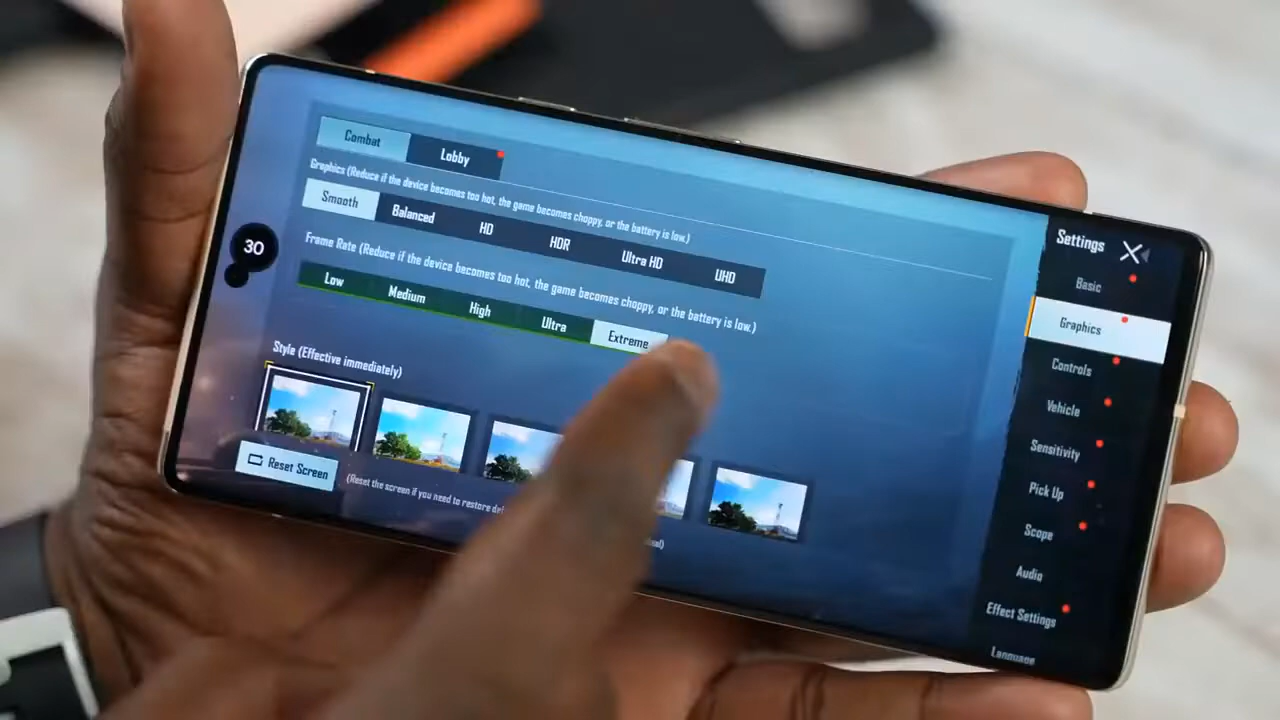 Combat
Lobby
Graphics (Reduce if the device becomes too hot, the game becomes choppy, or the battery is low.)
Smooth
Balanced
HD
HDR
Ultra HD
UHD
Frame Rate (Reduce if the device becomes too hot, the game becomes choppy, or the battery is low.)
Low
Medium
High
Ultra
Extreme
Style (Effective immediately)
Reset Screen
(Reset the screen if you need to restore
30
Settings
Basic
Graphics
Controls
Vehicle
Sensitivity
Pick Up
Scope
Audio
Effect Settings
Language